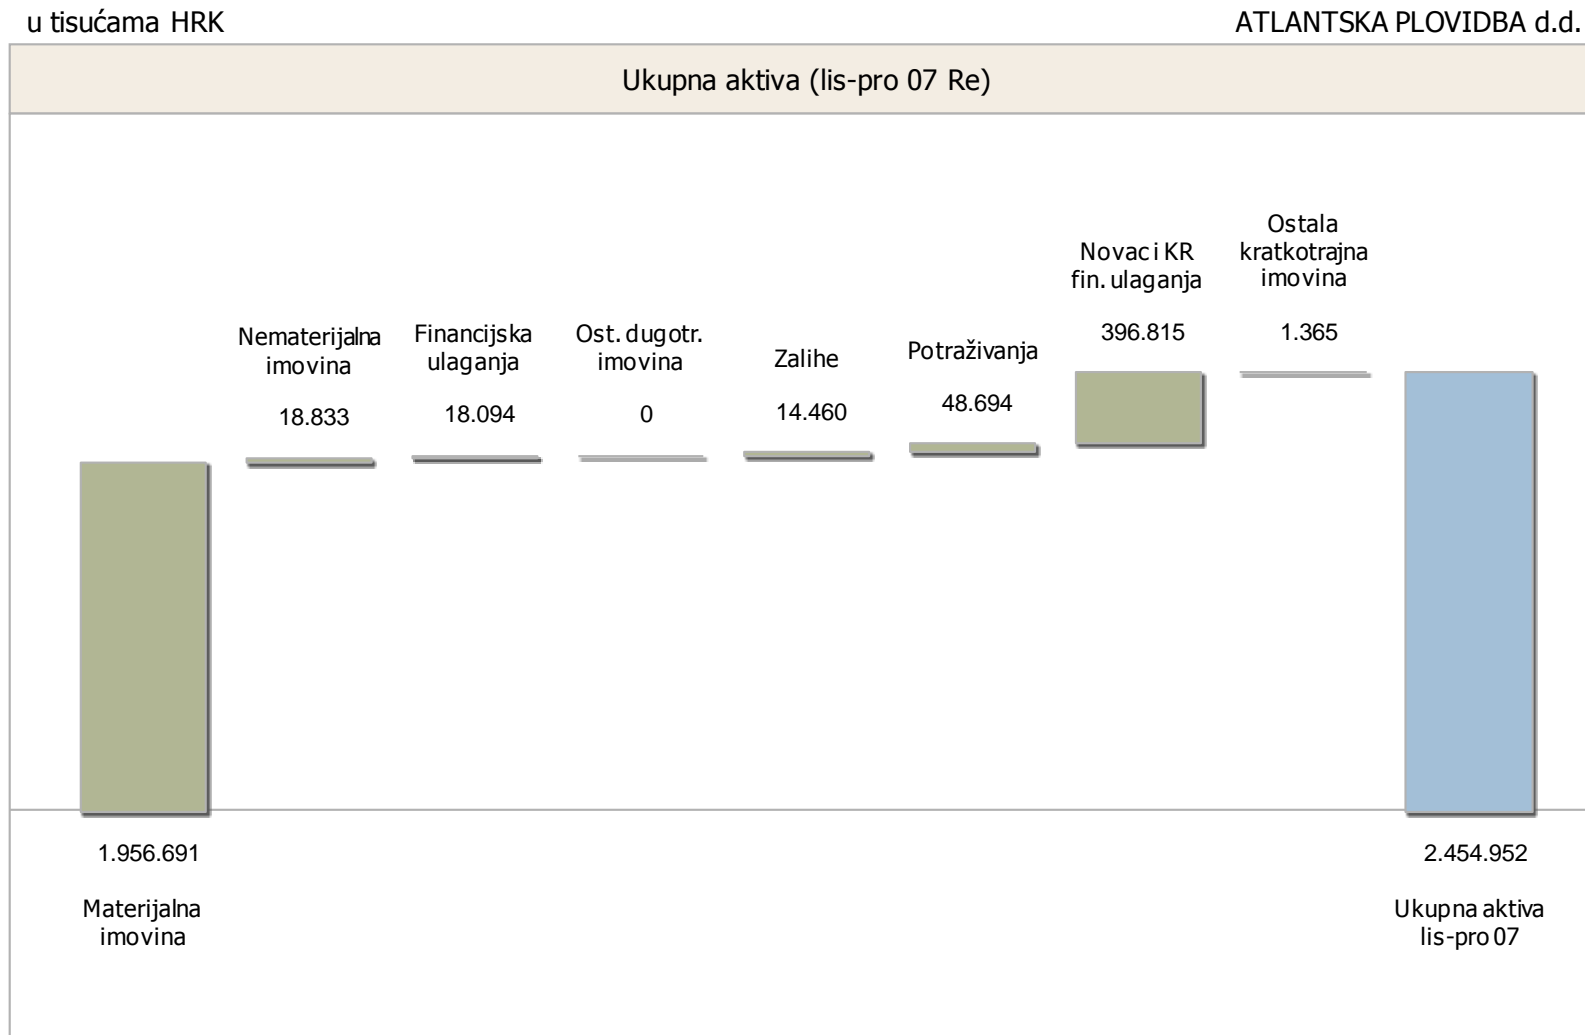 u tisućama HRK
ATLANTSKA PLOVIDBA d.d.
Ukupna aktiva (lis-pro 07 Re)
Nematerijalna
imovina
18.833
Financijska
ulaganja
18.094
Ost. dugotr.
imovina
0
Zalihe
14.460
Potraživanja
48.694
Novac i KR
fin. ulaganja
396.815
Ostala
kratkotrajna
imovina
1.365
1.956.691
Materijalna
imovina
2.454.952
Ukupna aktiva
lis-pro 07